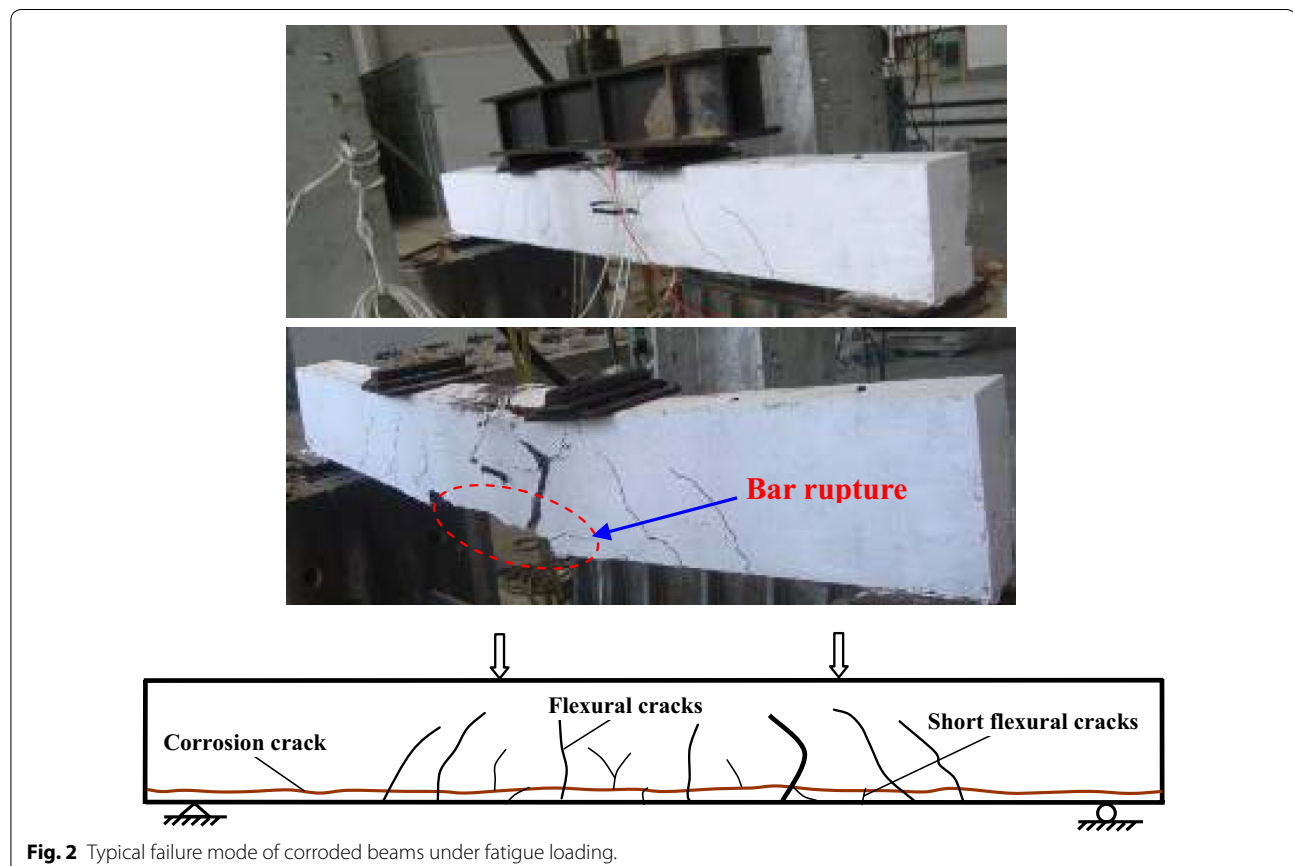 Bar rupture
Flexural cracks
Short flexural cracks
Corrosion crack
Fig. 2 Typical failure mode of corroded beams under fatigue loading.